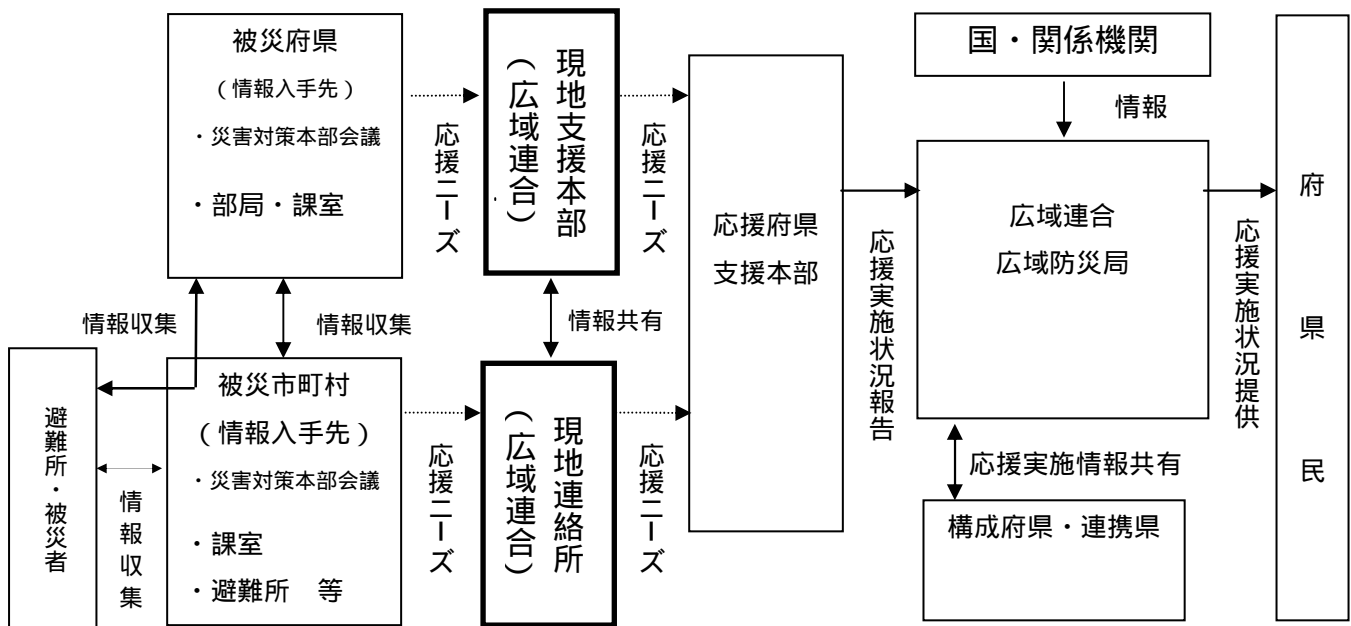 被災府県
（情報入手先）
・災害対策本部会議
・部局・課室
応援ニーズ
現地支援本部
（広域連合）
応援ニーズ
応援府県
支援本部
国・関係機関
情報
応援実施状況報告
広域連合
広域防災局
応援実施状況提供
府県民
情報収集
情報収集
情報共有
避難所・被災者
情報収集
被災市町村
（情報入手先）
・災害対策本部会議
・課室
・避難所　等
応援ニーズ
現地連絡所
（広域連合）
応援ニーズ
応援実施情報共有
構成府県・連携県